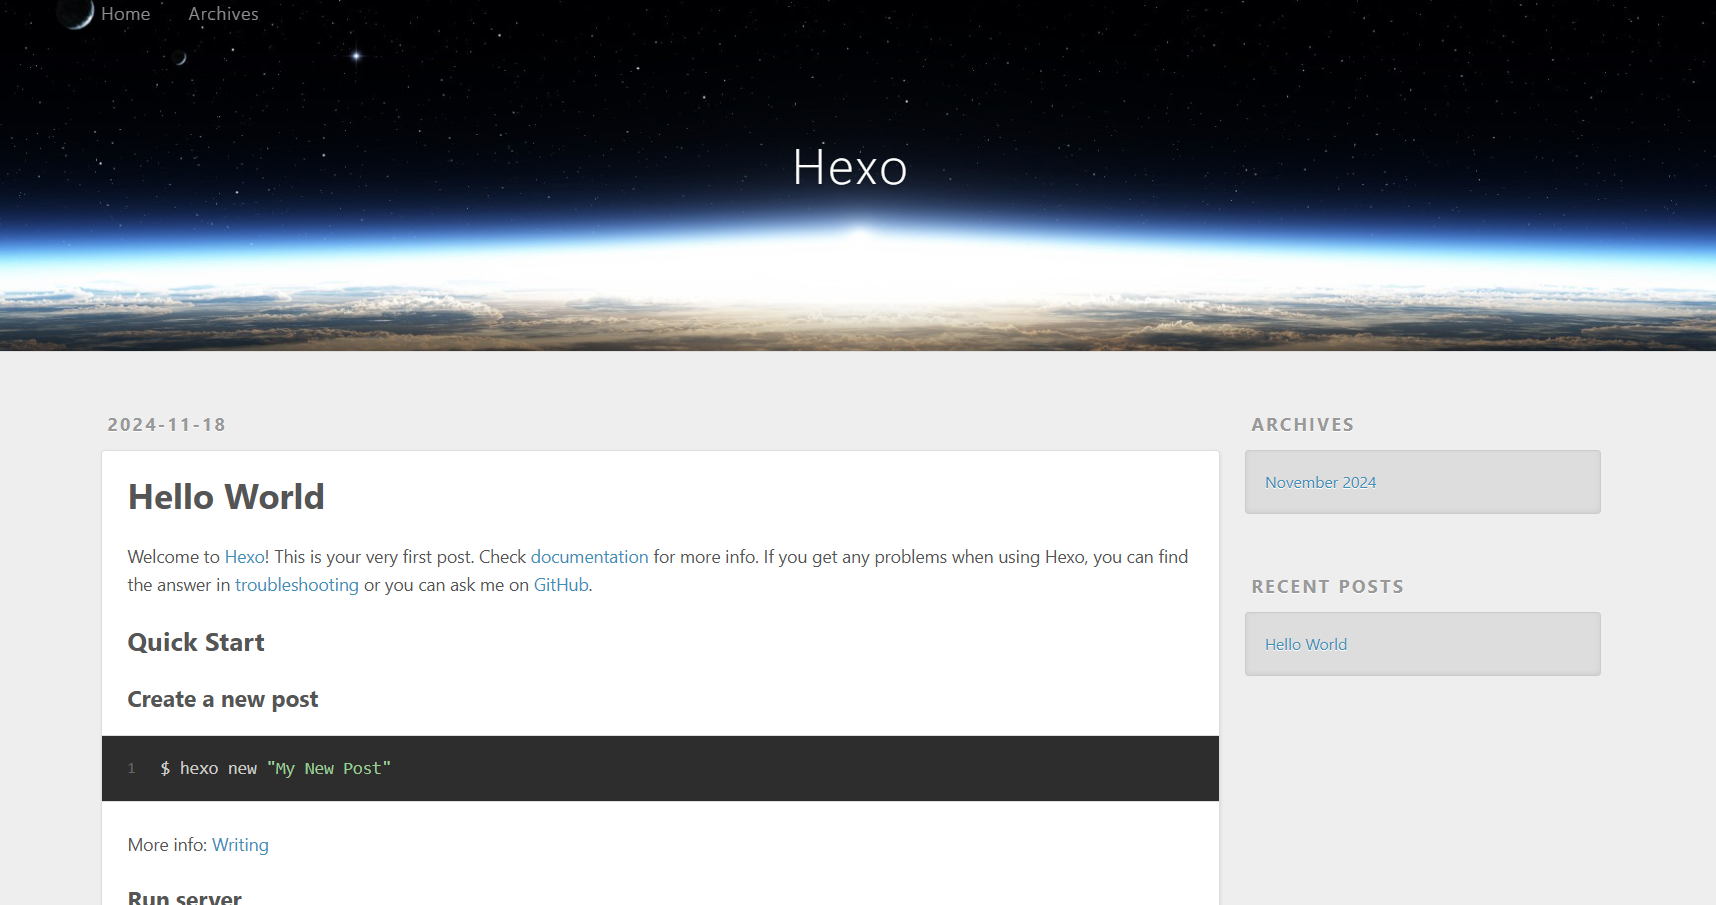 Home Archives
Hexo
2024-11-18
Hello World
Welcome to Hexo! This is your very first post. Check documentation for more info. If you get any problems when using Hexo, you can find
the answer in troubleshooting or you can ask me on GitHub.
Quick Start
Create a new post
1 $ hexo new "My New Post"
More info: Writing
Run server
ARCHIVES
November 2024
RECENT POSTS
Hello World